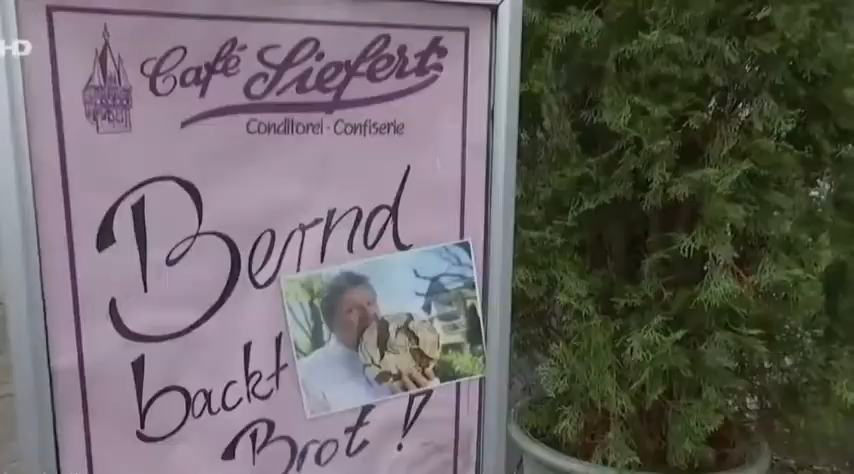 HD
Café Siefert
Conditorei - Confiserie
Bernd
backt
Brot!